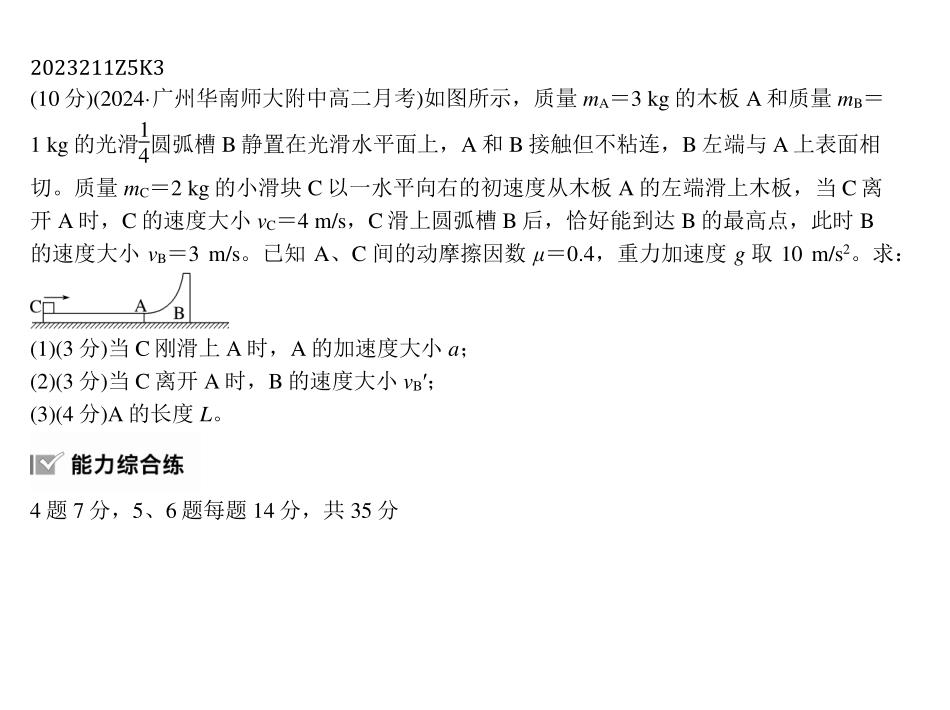 2023211Z5K3
(10 分)(2024·广州华南师大附中高二月考)如图所示，质量 mA＝3 kg 的木板 A 和质量 mB＝
1 kg 的光滑1/4圆弧槽 B 静置在光滑水平面上，A 和 B 接触但不粘连，B 左端与 A 上表面相
切。质量 mC＝2 kg 的小滑块 C 以一水平向右的初速度从木板 A 的左端滑上木板，当 C 离
开 A 时，C 的速度大小 vC＝4 m/s，C 滑上圆弧槽 B 后，恰好能到达 B 的最高点，此时 B
的速度大小 vB＝3 m/s。已知 A、C 间的动摩擦因数 μ＝0.4，重力加速度 g 取 10 m/s²。求：
C A B
(1)(3 分)当 C 刚滑上 A 时，A 的加速度大小 a；
(2)(3 分)当 C 离开 A 时，B 的速度大小 vB′；
(3)(4 分)A 的长度 L。
能力综合练
4 题 7 分，5、6 题每题 14 分，共 35 分